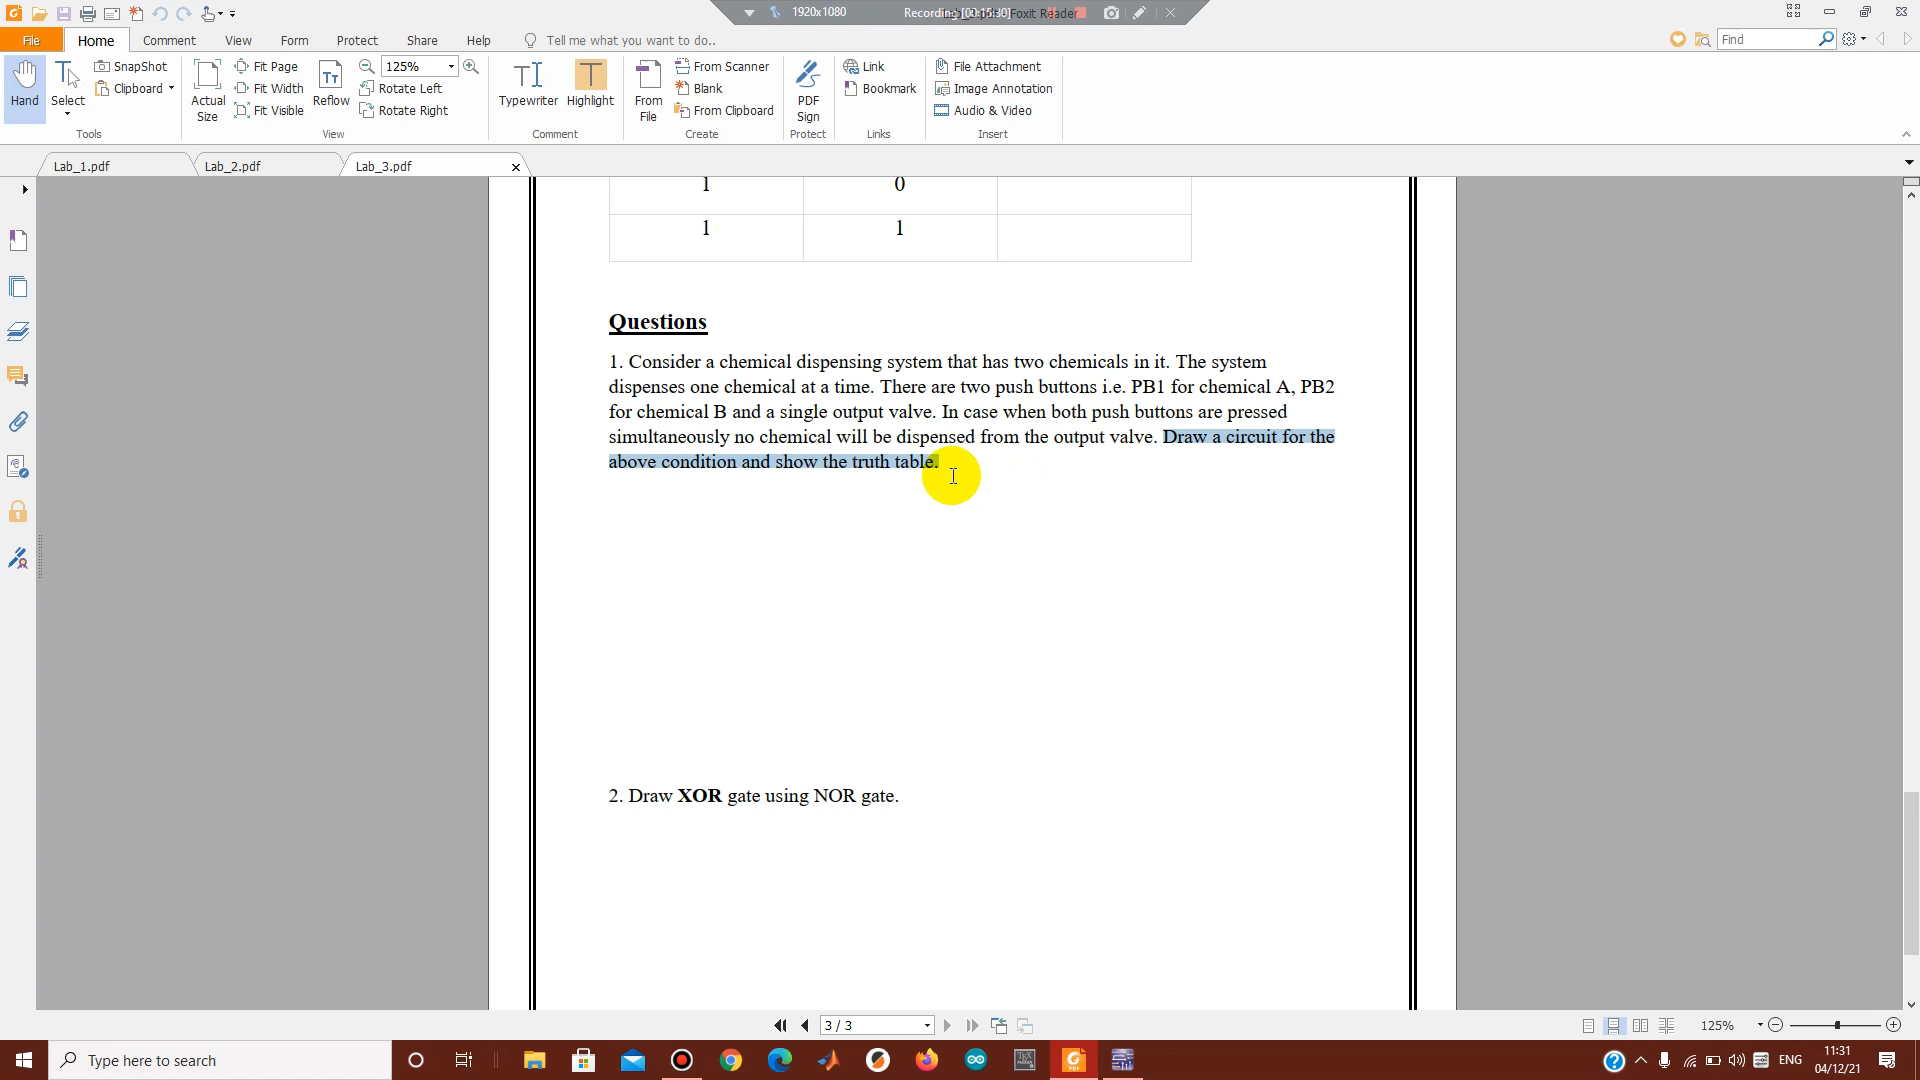 1920x1080
Recording [00:15:30]
Foxit Reader
File
Home
Comment
View
Form
Protect
Share
Help
Tell me what you want to do..
Find
Hand
Select
SnapShot
Clipboard
Actual
Size
Fit Page
Fit Width
Fit Visible
Reflow
125%
Rotate Left
Rotate Right
Typewriter
Highlight
From
File
From Scanner
Blank
From Clipboard
PDF
Sign
Link
Bookmark
File Attachment
Image Annotation
Audio & Video
Tools
View
Comment
Create
Protect
Links
Insert
Lab_1.pdf
Lab_2.pdf
Lab_3.pdf
1 0
1 1
Questions
1. Consider a chemical dispensing system that has two chemicals in it. The system
dispenses one chemical at a time. There are two push buttons i.e. PB1 for chemical A, PB2
for chemical B and a single output valve. In case when both push buttons are pressed
simultaneously no chemical will be dispensed from the output valve. Draw a circuit for the
above condition and show the truth table.
2. Draw XOR gate using NOR gate.
3 / 3
125%
Type here to search
ENG
11:31
04/12/21